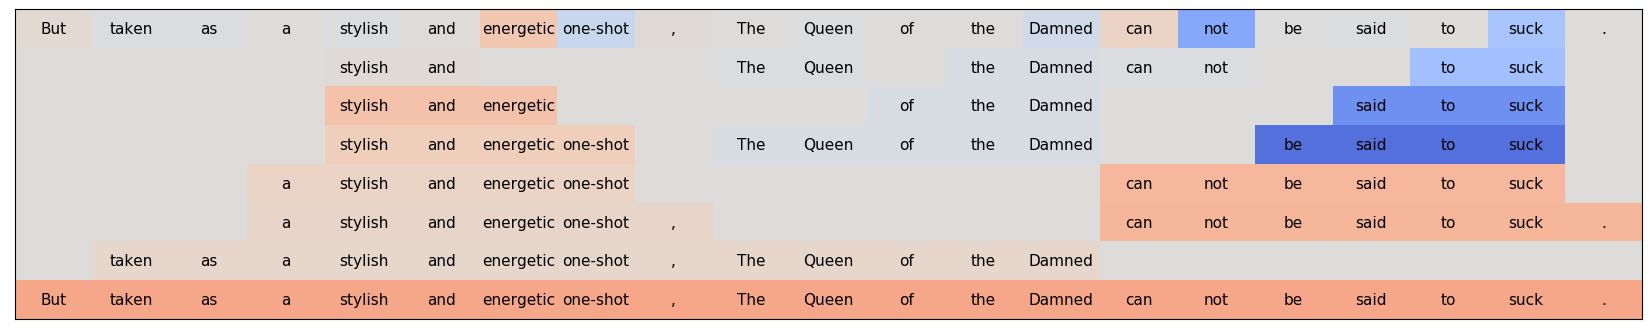 But taken as a stylish and energetic one-shot , The Queen of the Damned can not be said to suck .
stylish and The Queen the Damned can not to suck
stylish and energetic of the Damned said to suck
stylish and energetic one-shot The Queen of the Damned be said to suck
a stylish and energetic one-shot can not be said to suck
a stylish and energetic one-shot , can not be said to suck .
taken as a stylish and energetic one-shot , The Queen of the Damned
But taken as a stylish and energetic one-shot , The Queen of the Damned can not be said to suck .